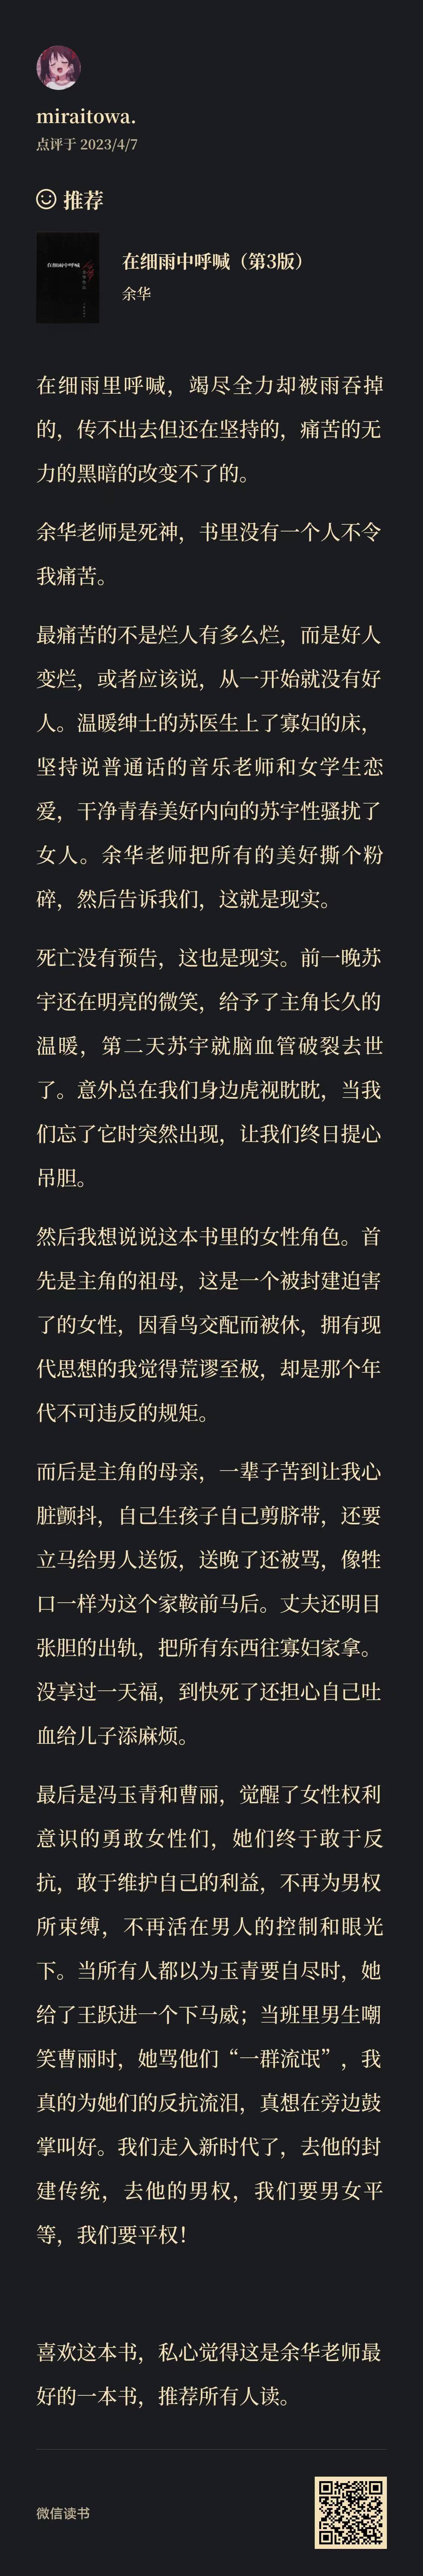 miraitowa.
点评于 2023/4/7
推荐
在细雨中呼喊
在细雨中呼喊（第3版）
余华
在细雨里呼喊，竭尽全力却被雨吞掉
的，传不出去但还在坚持的，痛苦的无
力的黑暗的改变不了的。
余华老师是死神，书里没有一个人不令
我痛苦。
最痛苦的不是烂人有多么烂，而是好人
变烂，或者应该说，从一开始就没有好
人。温暖绅士的苏医生上了寡妇的床，
坚持说普通话的音乐老师和女学生恋
爱，干净青春美好内向的苏宇性骚扰了
女人。余华老师把所有的美好撕个粉
碎，然后告诉我们，这就是现实。
死亡没有预告，这也是现实。前一晚苏
宇还在明亮的微笑，给予了主角长久的
温暖，第二天苏宇就脑血管破裂去世
了。意外总在我们身边虎视眈眈，当我
们忘了它时突然出现，让我们终日提心
吊胆。
然后我想说说这本书里的女性角色。首
先是主角的祖母，这是一个被封建迫害
了的女性，因看鸟交配而被休，拥有现
代思想的我觉得荒谬至极，却是那个年
代不可违反的规矩。
而后是主角的母亲，一辈子苦到让我心
脏颤抖，自己生孩子自己剪脐带，还要
立马给男人送饭，送晚了还被骂，像牲
口一样为这个家鞍前马后。丈夫还明目
张胆的出轨，把所有东西往寡妇家拿。
没享过一天福，到快死了还担心自己吐
血给儿子添麻烦。
最后是冯玉青和曹丽，觉醒了女性权利
意识的勇敢女性们，她们终于敢于反
抗，敢于维护自己的利益，不再为男权
所束缚，不再活在男人的控制和眼光
下。当所有人都以为玉青要自尽时，她
给了王跃进一个下马威；当班里男生嘲
笑曹丽时，她骂他们“一群流氓”，我
真的为她们的反抗流泪，真想在旁边鼓
掌叫好。我们走入新时代了，去他的封
建传统，去他的男权，我们要男女平
等，我们要平权！
喜欢这本书，私心觉得这是余华老师最
好的一本书，推荐所有人读。
微信读书